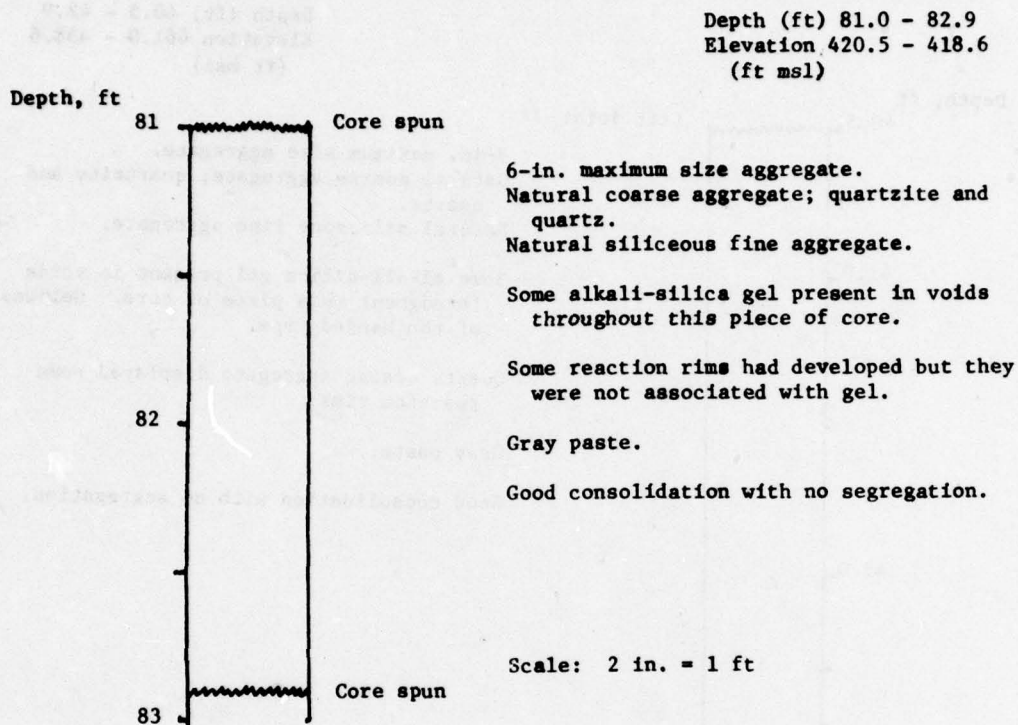 Depth (ft) 81.0 - 82.9
Elevation 420.5 - 418.6
(ft msl)
Depth, ft
81
Core spun
6-in. maximum size aggregate.
Natural coarse aggregate; quartzite and
quartz.
Natural siliceous fine aggregate.
Some alkali-silica gel present in voids
throughout this piece of core.
Some reaction rims had developed but they
were not associated with gel.
82
Gray paste.
Good consolidation with no segregation.
Scale: 2 in. = 1 ft
Core spun
83